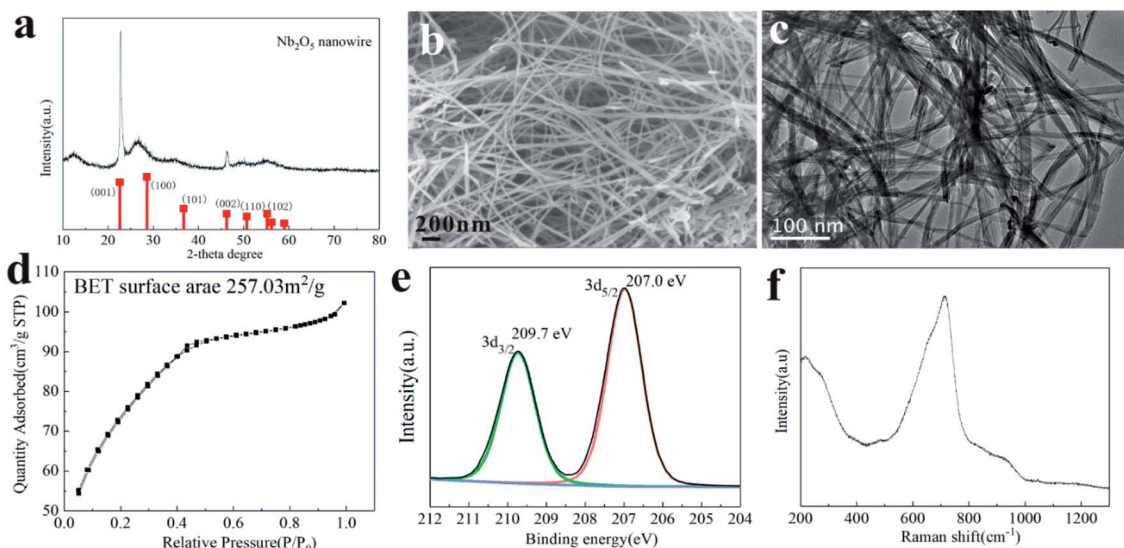 a
Nb₂O₅ nanowire
Intensity(a.u.)
(001)
(100)
(101)
(002)
(110)
(102)
10 20 30 40 50 60 70 80
2-theta degree
b
200nm
c
100 nm
d
BET surface arae 257.03m²/g
Quantity Adsorbed(cm³/g STP)
110
100
90
80
70
60
50
0.0 0.2 0.4 0.6 0.8 1.0
Relative Pressure(P/P₀)
e
3d₅/₂ 207.0 eV
3d₃/₂ 209.7 eV
Intensity(a.u.)
212 211 210 209 208 207 206 205 204
Binding energy(eV)
f
Intensity(a.u)
200 400 600 800 1000 1200
Raman shift(cm⁻¹)